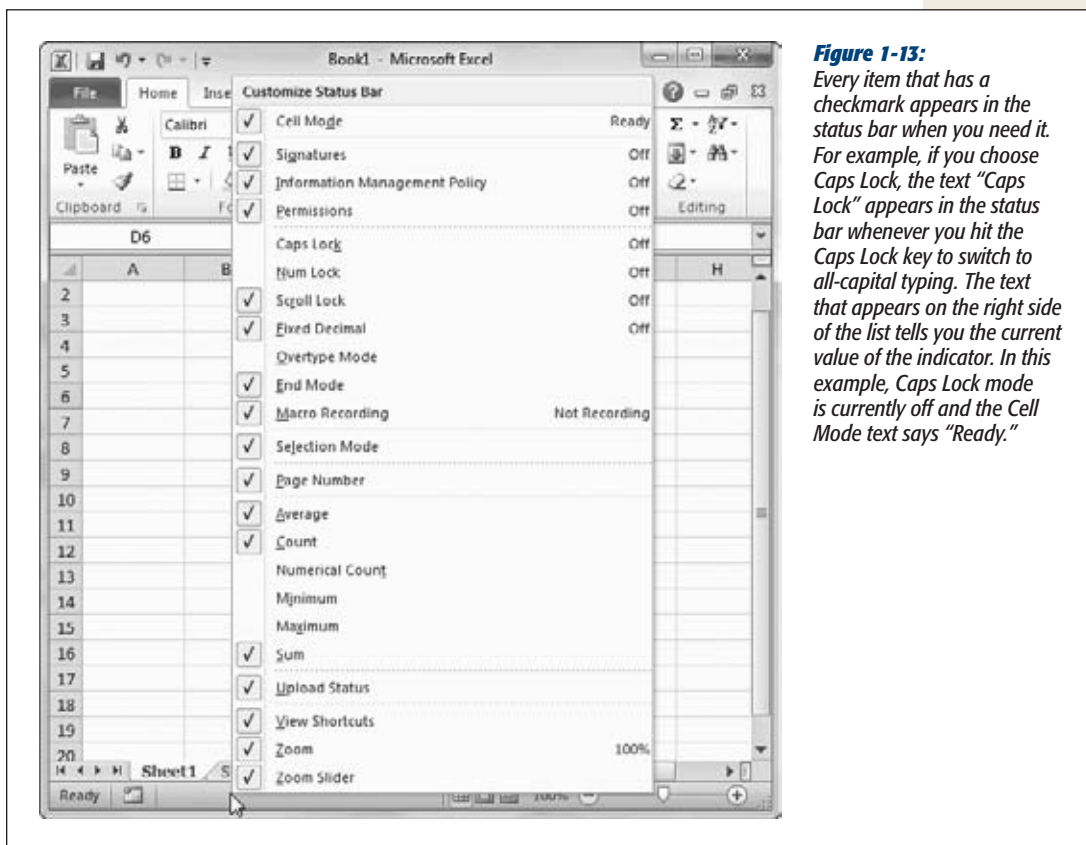 Book1 - Microsoft Excel
File Home Inse
Customize Status Bar
Calibri
B I
Paste
Clipboard
Editing
D6
A B H
2
3
4
5
6
7
8
9
10
11
12
13
14
15
16
17
18
19
20
Cell Mode Ready
Signatures Off
Information Management Policy Off
Permissions Off
Caps Lock Off
Num Lock Off
Scroll Lock Off
Fixed Decimal Off
Overtype Mode
End Mode
Macro Recording Not Recording
Selection Mode
Page Number
Average
Count
Numerical Count
Minimum
Maximum
Sum
Upload Status
View Shortcuts
Zoom 100%
Zoom Slider
Sheet1 S
Ready 100%
Figure 1-13:
Every item that has a
checkmark appears in the
status bar when you need it.
For example, if you choose
Caps Lock, the text “Caps
Lock” appears in the status
bar whenever you hit the
Caps Lock key to switch to
all-capital typing. The text
that appears on the right side
of the list tells you the current
value of the indicator. In this
example, Caps Lock mode
is currently off and the Cell
Mode text says “Ready.”